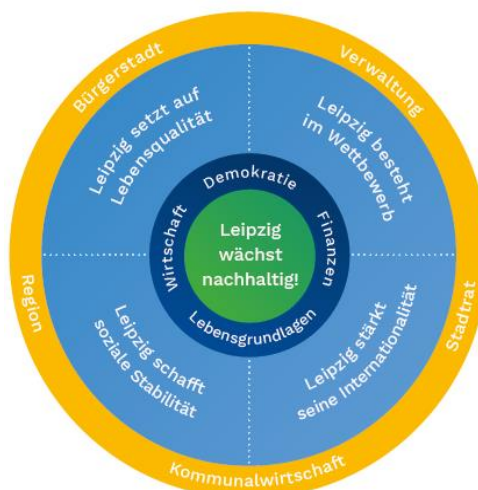 Bürgerstadt
Verwaltung
Leipzig setzt auf
Lebensqualität
Leipzig besteht
im Wettbewerb
Demokratie
Wirtschaft
Finanzen
Leipzig
wächst
nachhaltig!
Lebensgrundlagen
Region
Stadtrat
Leipzig schafft
soziale Stabilität
Leipzig stärkt
seine Internationalität
Kommunalwirtschaft